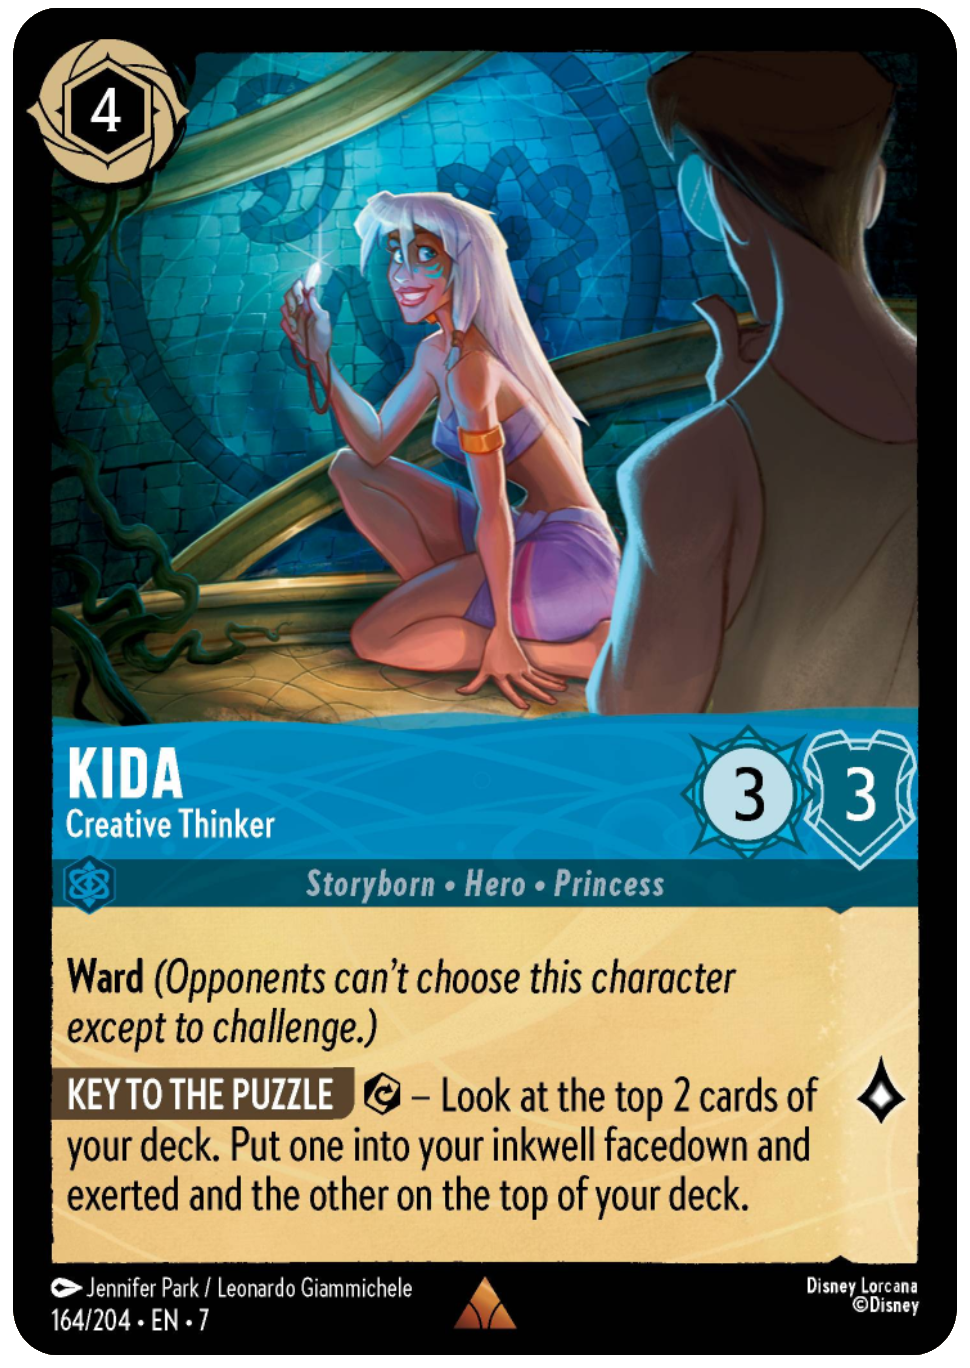 4
KIDA
Creative Thinker
3 3
Storyborn • Hero • Princess
Ward (Opponents can't choose this character
except to challenge.)
KEY TO THE PUZZLE – Look at the top 2 cards of
your deck. Put one into your inkwell facedown and
exerted and the other on the top of your deck.
Jennifer Park / Leonardo Giammichele
164/204 • EN • 7
Disney Lorcana
©Disney